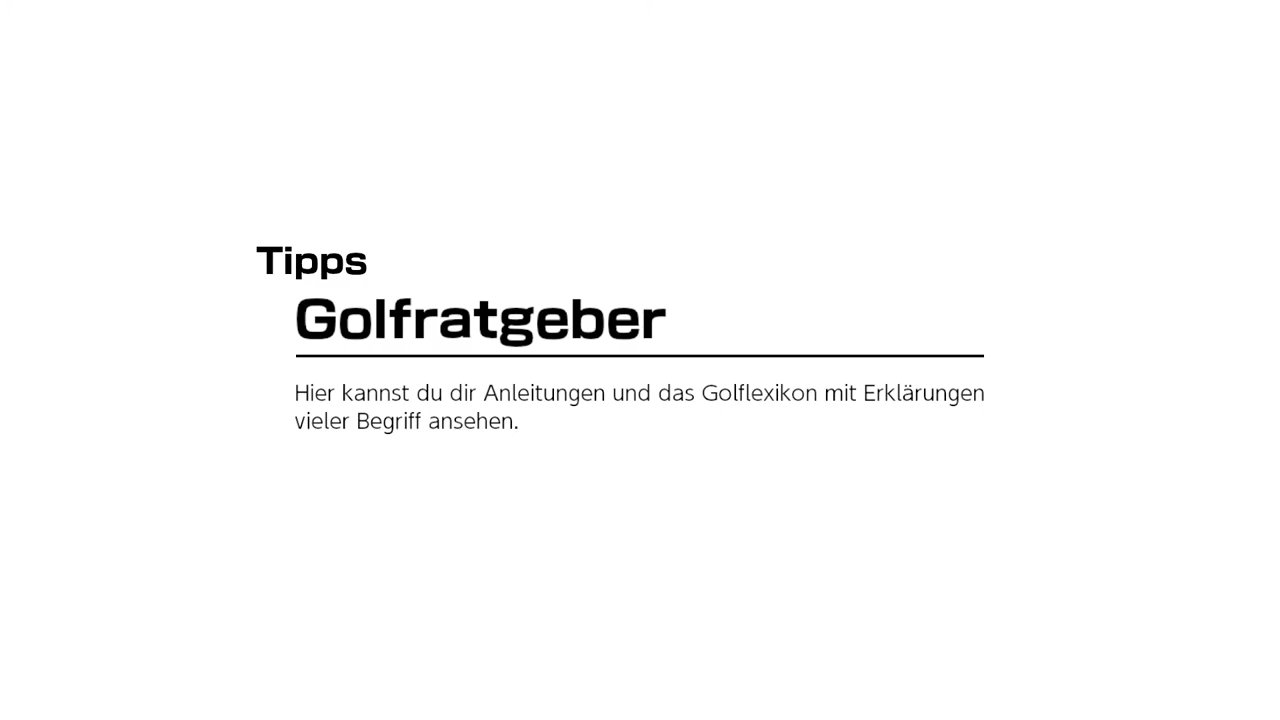 Tipps
Golfratgeber
Hier kannst du dir Anleitungen und das Golflexikon mit Erklärungen
vieler Begriff ansehen.